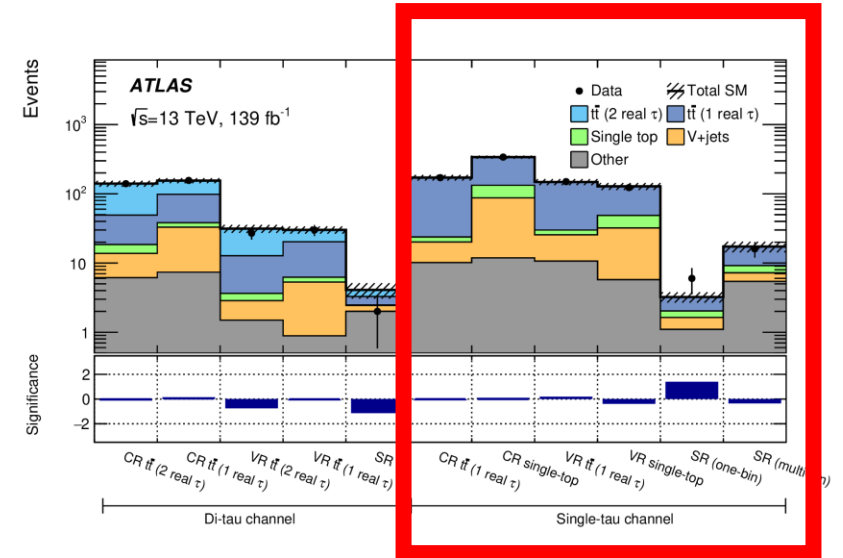 Events
ATLAS
√s=13 TeV, 139 fb⁻¹
Data
Total SM
tt̄ (2 real τ)
tt̄ (1 real τ)
Single top
V+jets
Other
10³
10²
10
1
Significance
2
0
−2
CR tt̄ (2 real τ)
CR tt̄ (1 real τ)
VR tt̄ (2 real τ)
VR tt̄ (1 real τ)
SR
CR tt̄ (1 real τ)
CR single-top
VR tt̄ (1 real τ)
VR single-top
SR (one-bin)
SR
Di-tau channel
Single-tau channel